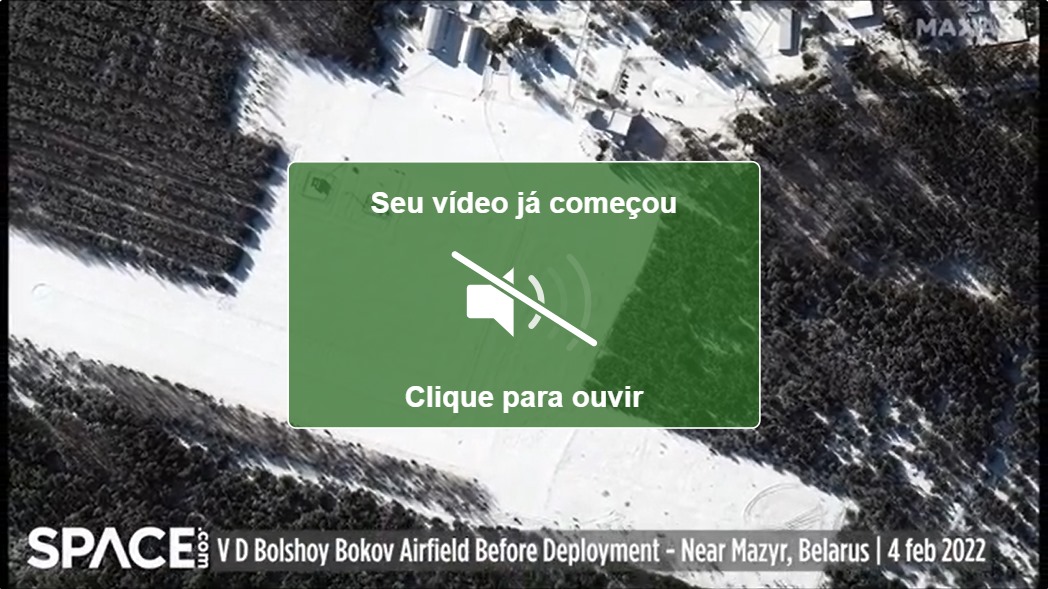 MAXAR
Seu vídeo já começou
Clique para ouvir
SPACE.com
V D Bolshoy Bokov Airfield Before Deployment - Near Mazyr, Belarus | 4 feb 2022